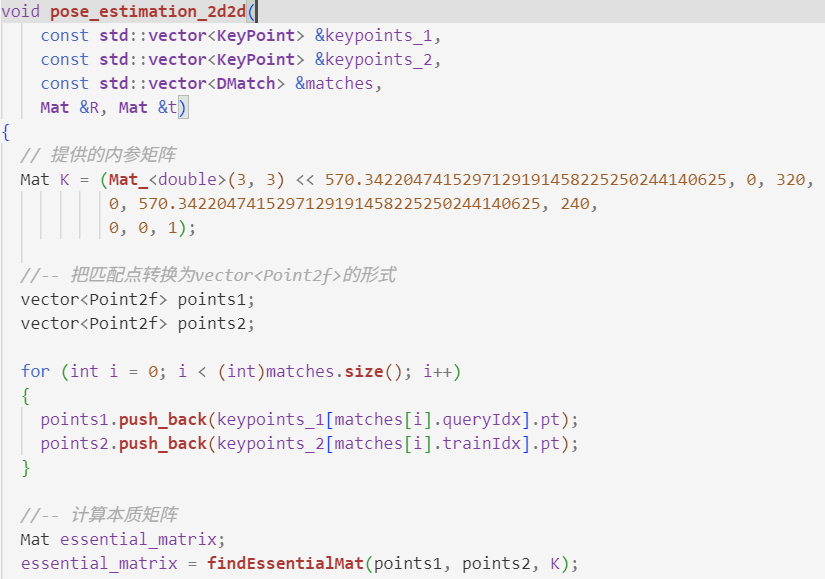 void pose_estimation_2d2d(
const std::vector<KeyPoint> &keypoints_1,
const std::vector<KeyPoint> &keypoints_2,
const std::vector<DMatch> &matches,
Mat &R, Mat &t)
{
// 提供的内参矩阵
Mat K = (Mat_<double>(3, 3) << 570.3422047415297129191458225250244140625, 0, 320,
0, 570.3422047415297129191458225250244140625, 240,
0, 0, 1);
//-- 把匹配点转换为vector<Point2f>的形式
vector<Point2f> points1;
vector<Point2f> points2;
for (int i = 0; i < (int)matches.size(); i++)
{
points1.push_back(keypoints_1[matches[i].queryIdx].pt);
points2.push_back(keypoints_2[matches[i].trainIdx].pt);
}
//-- 计算本质矩阵
Mat essential_matrix;
essential_matrix = findEssentialMat(points1, points2, K);